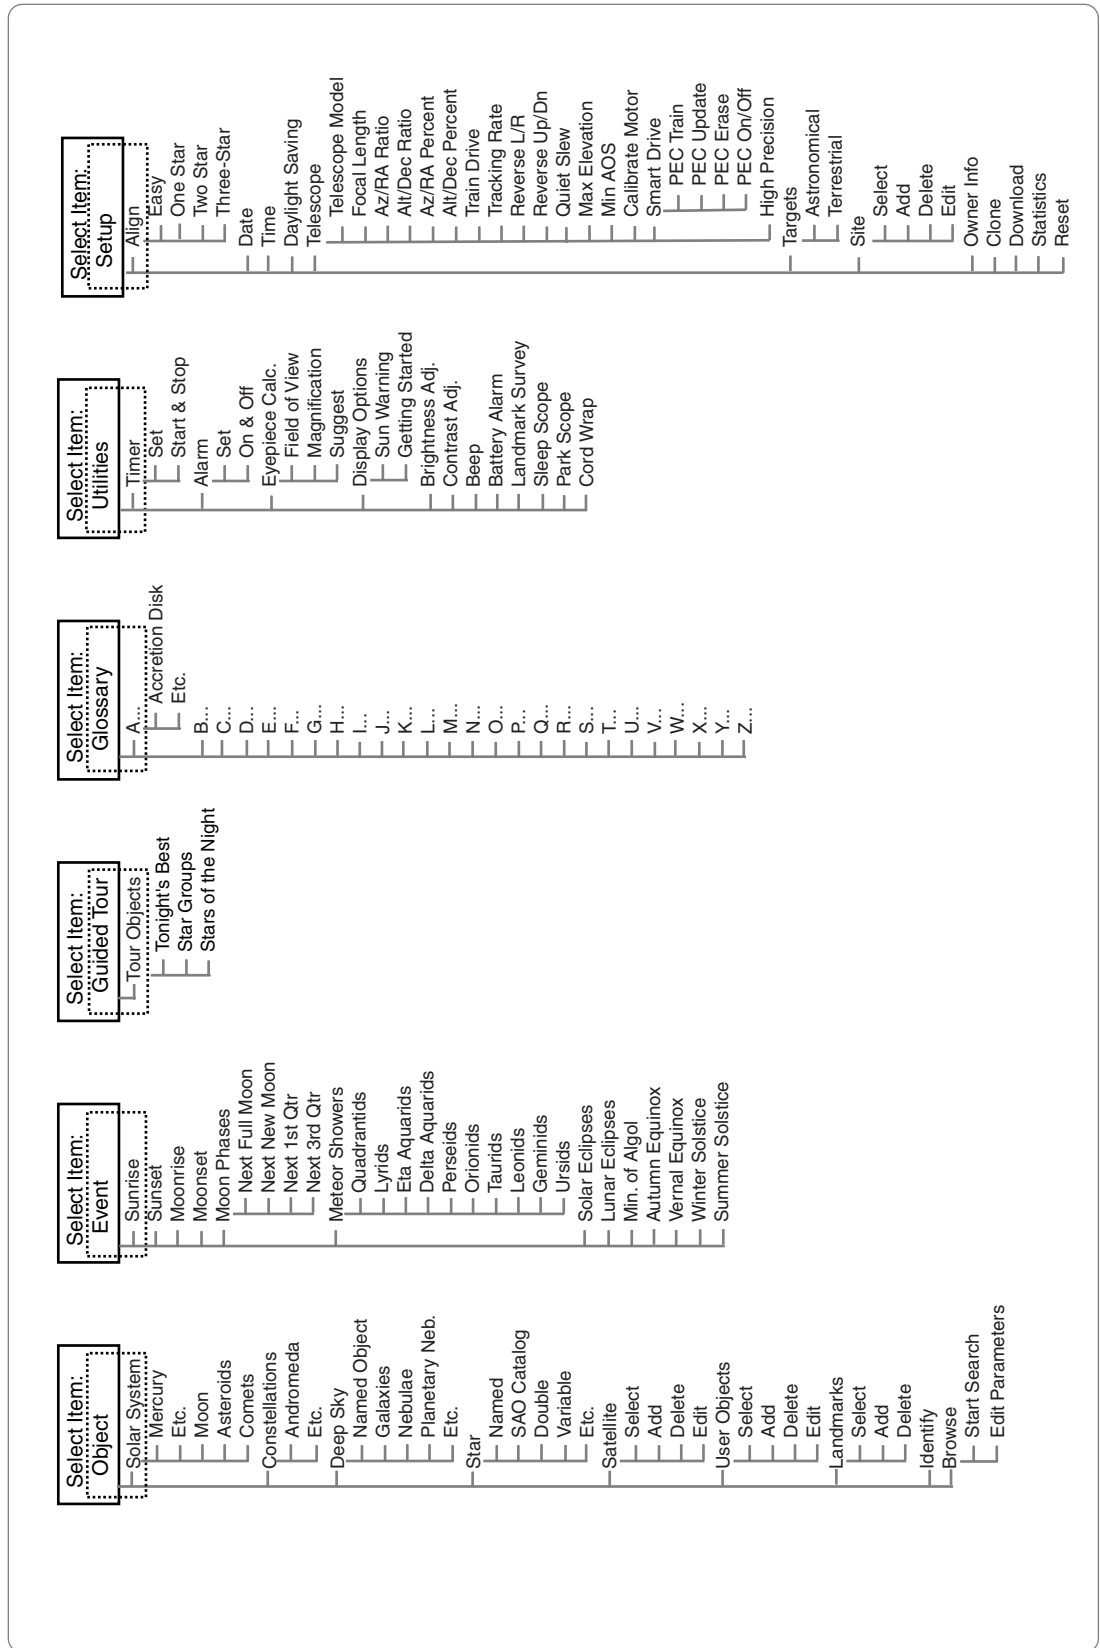 Select Item:
Object
Solar System
Mercury
Etc.
Moon
Asteroids
Comets
Constellations
Andromeda
Etc.
Deep Sky
Named Object
Galaxies
Nebulae
Planetary Neb.
Etc.
Star
Named
SAO Catalog
Double
Variable
Etc.
Satellite
Select
Add
Delete
Edit
User Objects
Select
Add
Delete
Edit
Landmarks
Select
Add
Delete
Identify
Browse
Start Search
Edit Parameters
Select Item:
Event
Sunrise
Sunset
Moonrise
Moonset
Moon Phases
Next Full Moon
Next New Moon
Next 1st Qtr
Next 3rd Qtr
Meteor Showers
Quadrantids
Lyrids
Eta Aquarids
Delta Aquarids
Perseids
Orionids
Taurids
Leonids
Geminids
Ursids
Solar Eclipses
Lunar Eclipses
Min. of Algol
Autumn Equinox
Vernal Equinox
Winter Solstice
Summer Solstice
Select Item:
Guided Tour
Tour Objects
Tonight's Best
Star Groups
Stars of the Night
Select Item:
Glossary
A...
Accretion Disk
Etc.
B...
C...
D...
E...
F...
G...
H...
I...
J...
K...
L...
M...
N...
O...
P...
Q...
R...
S...
T...
U...
V...
W...
X...
Y...
Z...
Select Item:
Utilities
Timer
Set
Start & Stop
Alarm
Set
On & Off
Eyepiece Calc.
Field of View
Magnification
Suggest
Display Options
Sun Warning
Getting Started
Brightness Adj.
Contrast Adj.
Beep
Battery Alarm
Landmark Survey
Sleep Scope
Park Scope
Cord Wrap
Select Item:
Setup
Align
Easy
One Star
Two Star
Three-Star
Date
Time
Daylight Saving
Telescope
Telescope Model
Focal Length
Az/RA Ratio
Alt/Dec Ratio
Az/RA Percent
Alt/Dec Percent
Train Drive
Tracking Rate
Reverse L/R
Reverse Up/Dn
Quiet Slew
Max Elevation
Min AOS
Calibrate Motor
Smart Drive
PEC Train
PEC Update
PEC Erase
PEC On/Off
High Precision
Targets
Astronomical
Terrestrial
Site
Select
Add
Delete
Edit
Owner Info
Clone
Download
Statistics
Reset